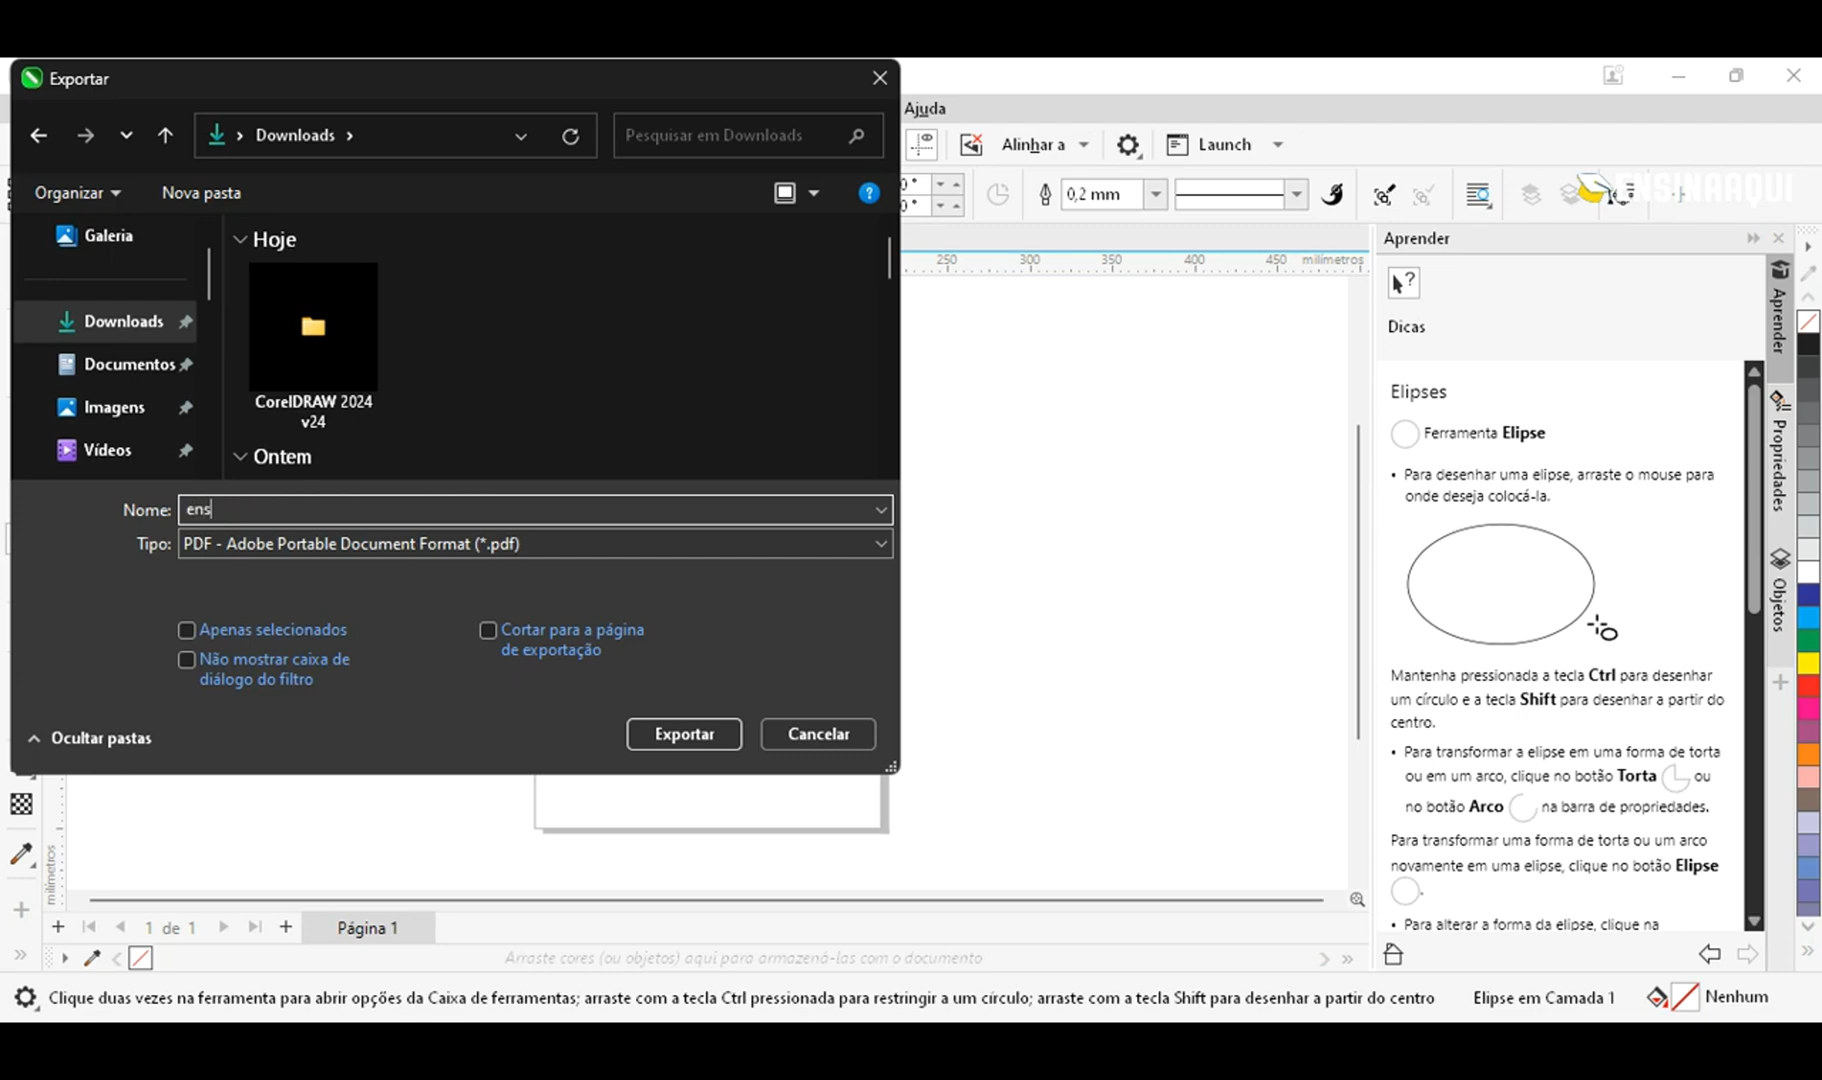 Exportar
Ajuda
Downloads
Pesquisar em Downloads
Alinhar a
Launch
Organizar
Nova pasta
0,2 mm
ENSINAAQUI
Galeria
Hoje
Aprender
250 300 350 400 450 milímetros
Dicas
Downloads
Documentos
Imagens
Vídeos
CorelDRAW 2024
v24
Ontem
Nome: ens
Tipo: PDF - Adobe Portable Document Format (*.pdf)
Apenas selecionados
Não mostrar caixa de
diálogo do filtro
Cortar para a página
de exportação
Ocultar pastas
Exportar
Cancelar
Elipses
Ferramenta Elipse
• Para desenhar uma elipse, arraste o mouse para
onde deseja colocá-la.
Mantenha pressionada a tecla Ctrl para desenhar
um círculo e a tecla Shift para desenhar a partir do
centro.
• Para transformar a elipse em uma forma de torta
ou em um arco, clique no botão Torta ou
no botão Arco na barra de propriedades.
Para transformar uma forma de torta ou um arco
novamente em uma elipse, clique no botão Elipse
.
• Para alterar a forma da elipse, clique na
Aprender
Propriedades
Objetos
milímetros
1 de 1
Página 1
Arraste cores (ou objetos) aqui para armazená-las com o documento
Clique duas vezes na ferramenta para abrir opções da Caixa de ferramentas; arraste com a tecla Ctrl pressionada para restringir a um círculo; arraste com a tecla Shift para desenhar a partir do centro
Elipse em Camada 1
Nenhum